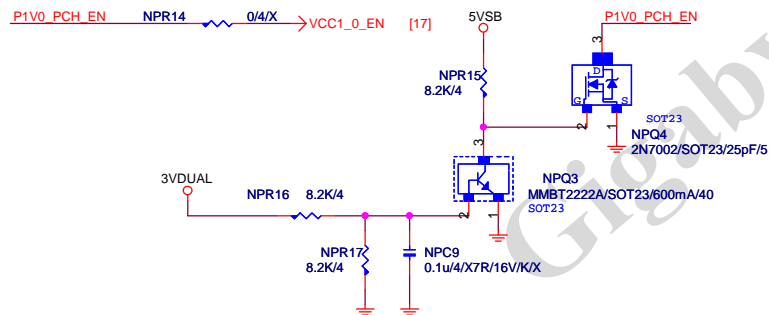 P1V0_PCH_EN NPR14 0/4/X VCC1_0_EN [17]
5VSB
P1V0_PCH_EN
3
D
G S
2
1
SOT23
NPQ4
2N7002/SOT23/25pF/5
NPR15
8.2K/4
3
NPQ3
MMBT2222A/SOT23/600mA/40
SOT23
2
1
3VDUAL
NPR16 8.2K/4
NPR17
8.2K/4
NPC9
0.1u/4/X7R/16V/K/X
Gigaby